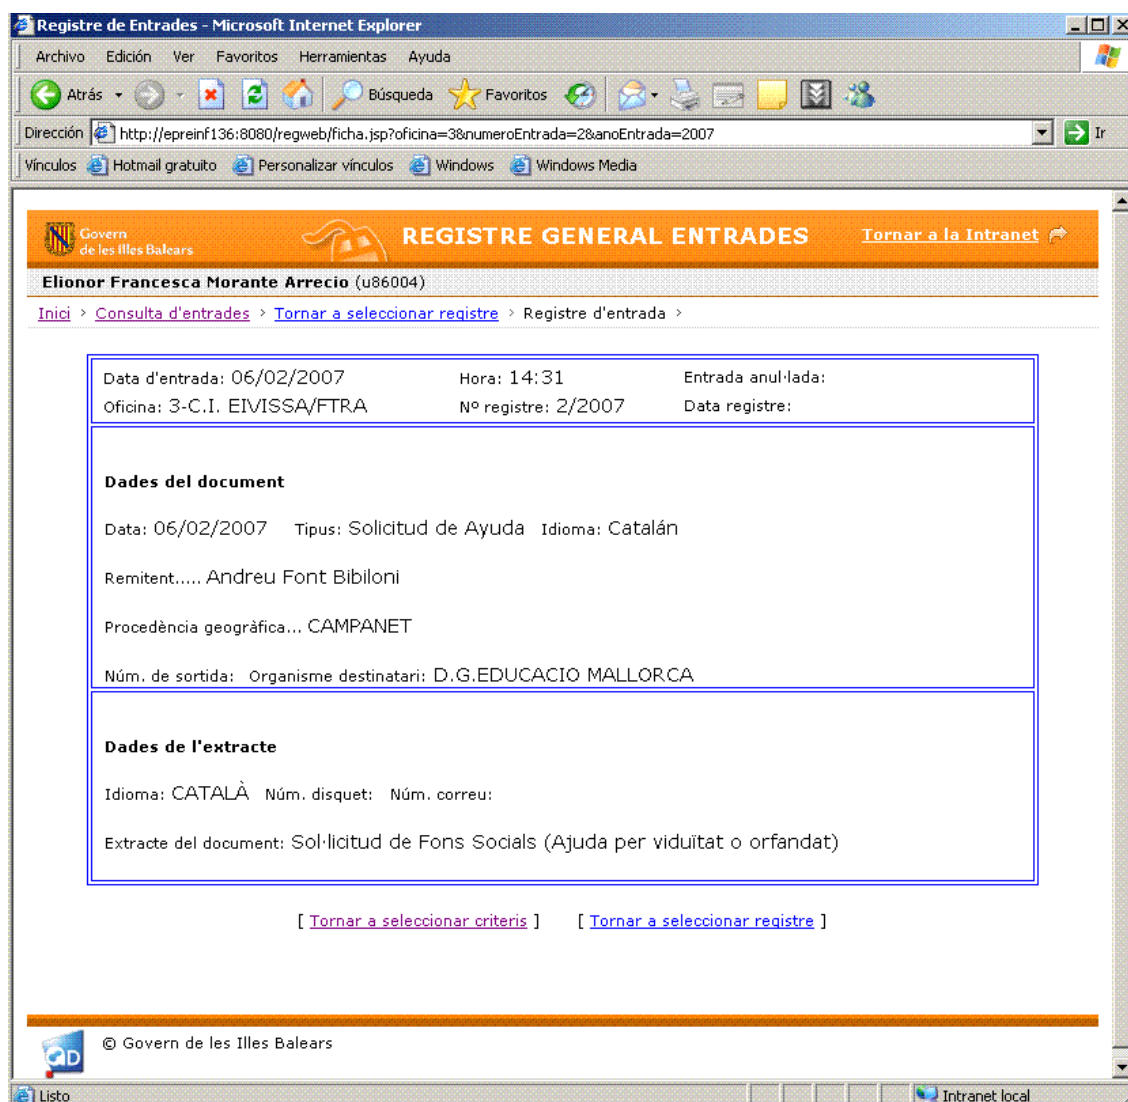 Registre de Entrades - Microsoft Internet Explorer
Archivo Edición Ver Favoritos Herramientas Ayuda
Atrás Búsqueda Favoritos
Dirección http://epreinf136:8080/regweb/ficha.jsp?oficina=3&numeroEntrada=2&anoEntrada=2007 Ir
Vínculos Hotmail gratuito Personalizar vínculos Windows Windows Media
Govern
de les Illes Balears
REGISTRE GENERAL ENTRADES Tornar a la Intranet
Elionor Francesca Morante Arrecio (u86004)
Inici > Consulta d'entrades > Tornar a seleccionar registre > Registre d'entrada >
Data d'entrada: 06/02/2007 Hora: 14:31 Entrada anul·lada:
Oficina: 3-C.I. EIVISSA/FTRA Nº registre: 2/2007 Data registre:
Dades del document
Data: 06/02/2007 Tipus: Solicitud de Ayuda Idioma: Catalán
Remitent..... Andreu Font Bibiloni
Procedència geogràfica... CAMPANET
Núm. de sortida: Organisme destinatari: D.G.EDUCACIO MALLORCA
Dades de l'extracte
Idioma: CATALÀ Núm. disquet: Núm. correu:
Extracte del document: Sol·licitud de Fons Socials (Ajuda per viduïtat o orfandat)
[ Tornar a seleccionar criteris ] [ Tornar a seleccionar registre ]
© Govern de les Illes Balears
Listo Intranet local